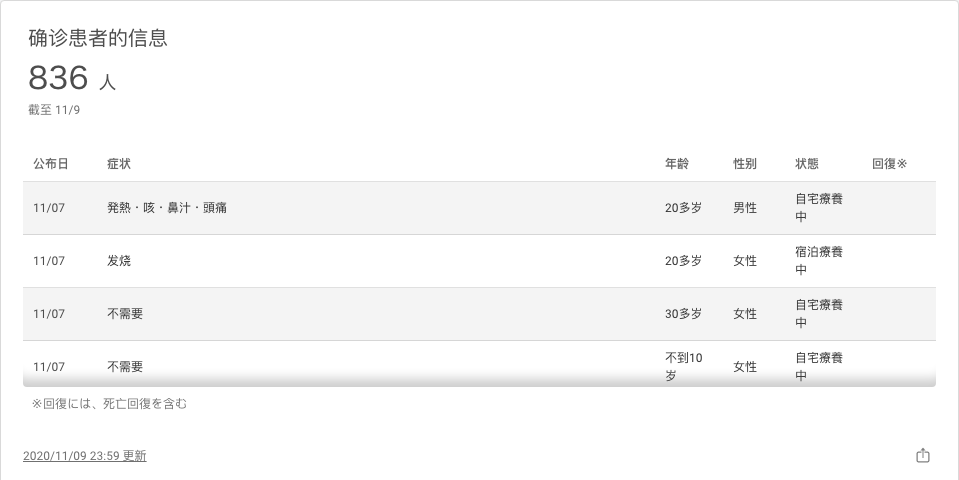 确诊患者的信息
836 人
截至 11/9
公布日 症状 年龄 性别 状態 回復※
11/07 発熱・咳・鼻汁・頭痛 20多岁 男性 自宅療養
中
11/07 发烧 20多岁 女性 宿泊療養
中
11/07 不需要 30多岁 女性 自宅療養
中
11/07 不需要 不到10
岁 女性 自宅療養
中
※回復には、死亡回復を含む
2020/11/09 23:59 更新